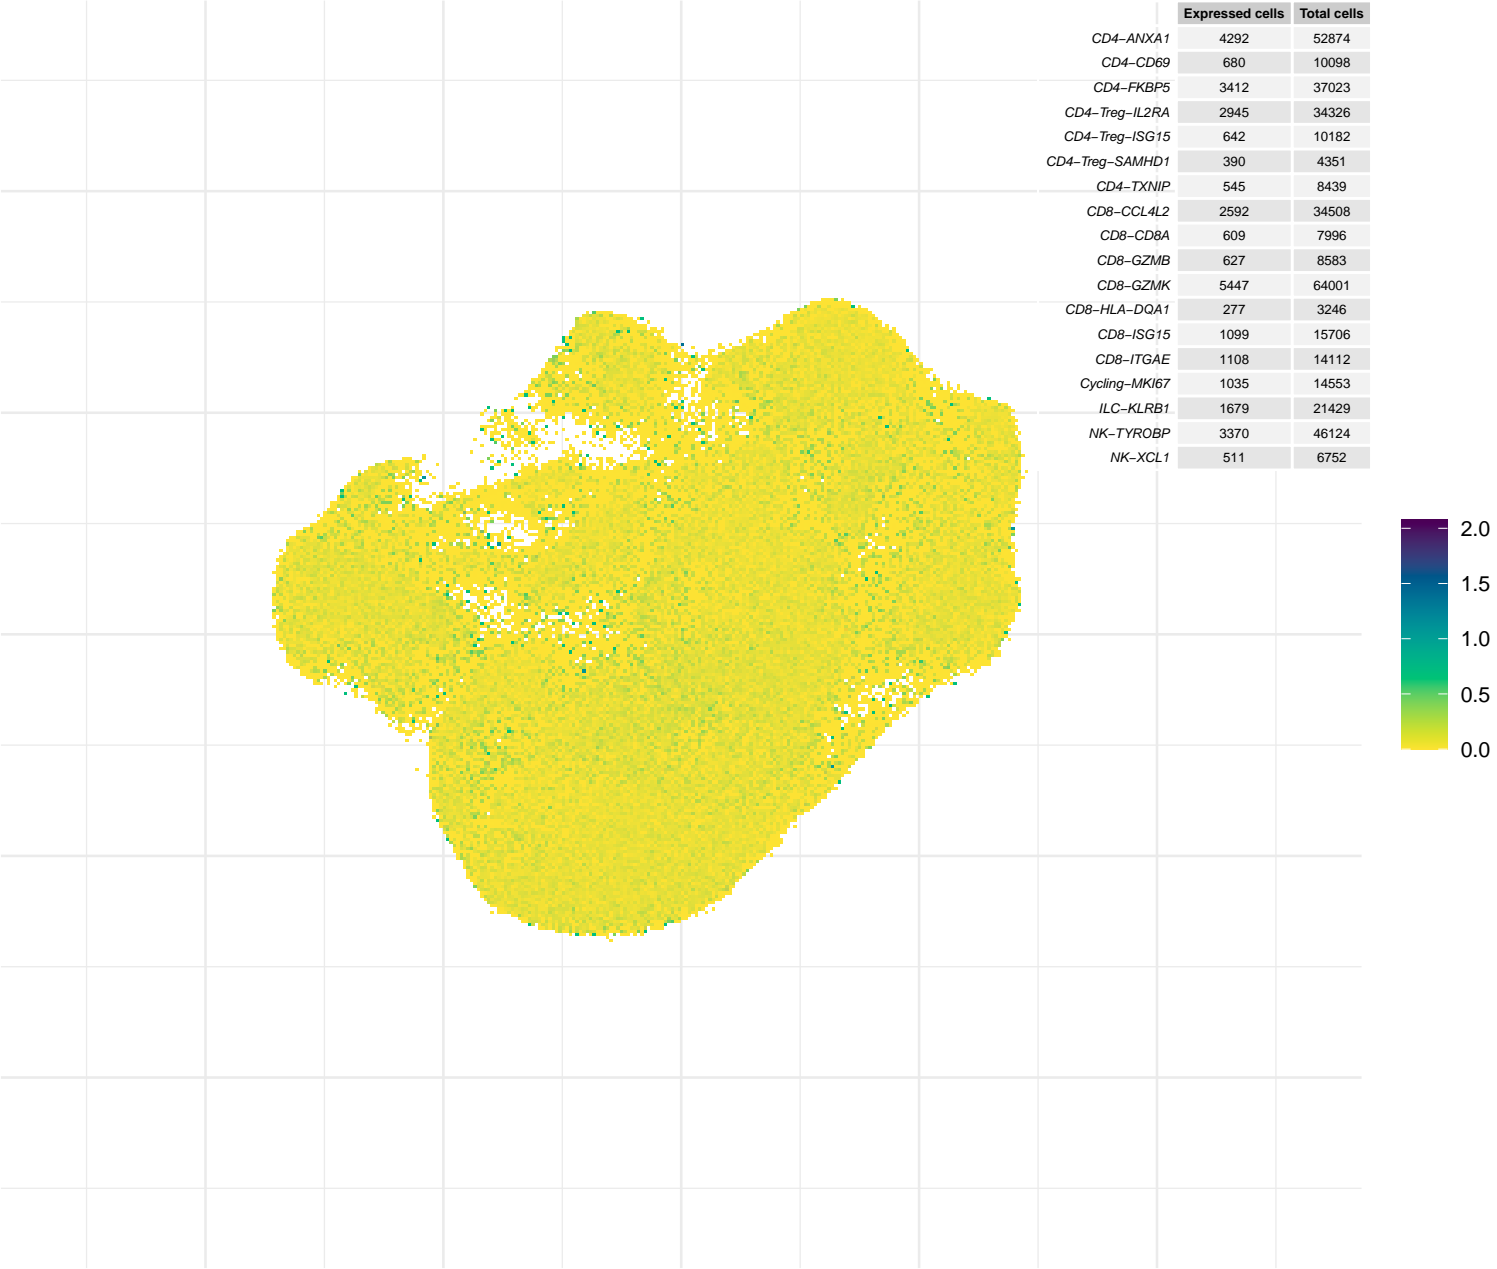 Expressed cells Total cells
CD4−ANXA1 4292 52874
CD4−CD69 680 10098
CD4−FKBP5 3412 37023
CD4−Treg−IL2RA 2945 34326
CD4−Treg−ISG15 642 10182
CD4−Treg−SAMHD1 390 4351
CD4−TXNIP 545 8439
CD8−CCL4L2 2592 34508
CD8−CD8A 609 7996
CD8−GZMB 627 8583
CD8−GZMK 5447 64001
CD8−HLA−DQA1 277 3246
CD8−ISG15 1099 15706
CD8−ITGAE 1108 14112
Cycling−MKI67 1035 14553
ILC−KLRB1 1679 21429
NK−TYROBP 3370 46124
NK−XCL1 511 6752
2.0
1.5
1.0
0.5
0.0